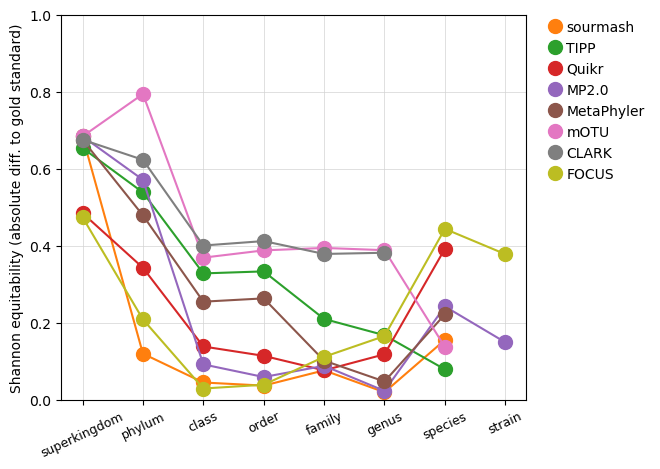 Shannon equitability (absolute diff. to gold standard)
1.0
0.8
0.6
0.4
0.2
0.0
superkingdom
phylum
class
order
family
genus
species
strain
sourmash
TIPP
Quikr
MP2.0
MetaPhyler
mOTU
CLARK
FOCUS